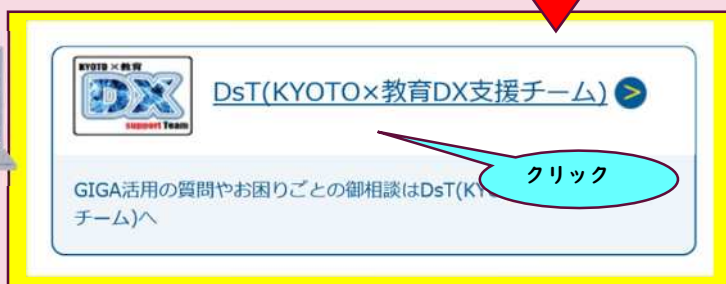 KYOTO×教育
DX
support Team
DsT(KYOTO×教育DX支援チーム)
クリック
GIGA活用の質問やお困りごとの御相談はDsT(KY
チーム)へ